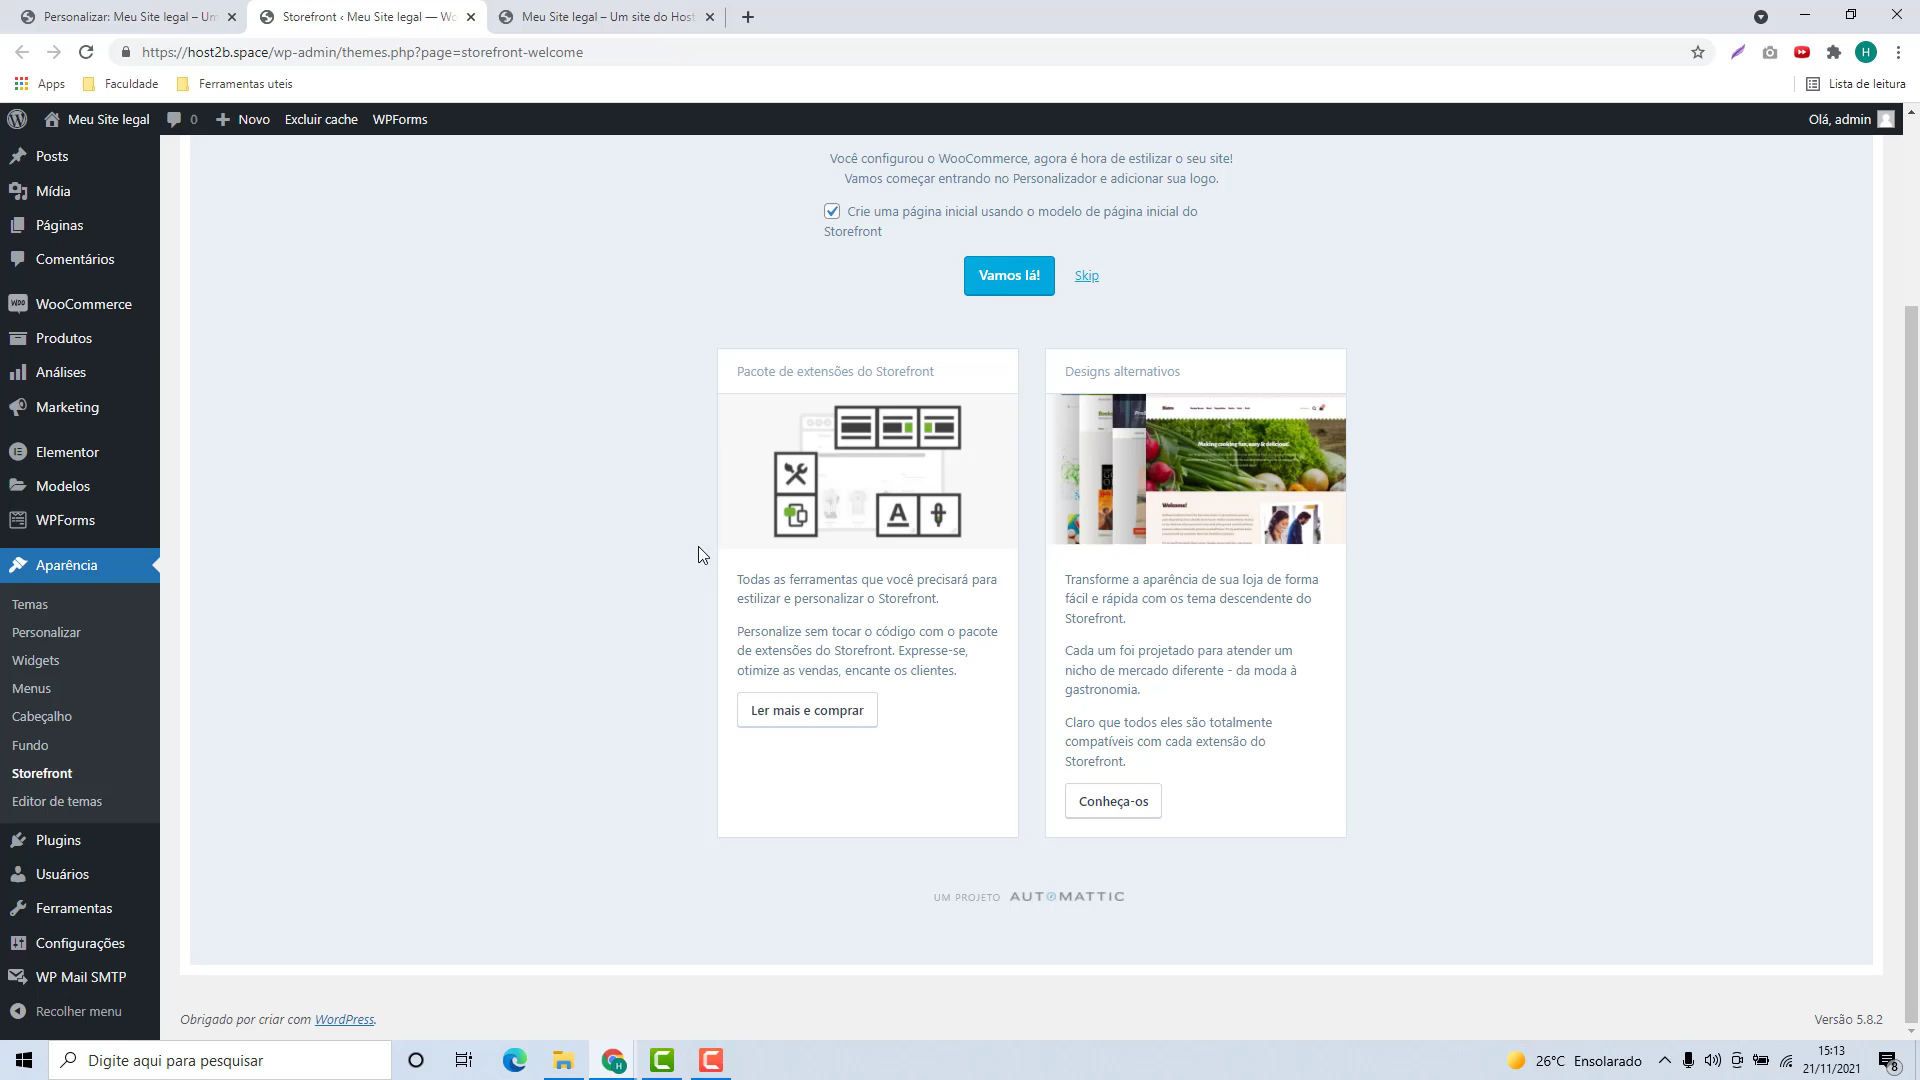 Personalizar: Meu Site legal – Um
Storefront ‹ Meu Site legal — Wo
Meu Site legal – Um site do Host
https://host2b.space/wp-admin/themes.php?page=storefront-welcome
H
Apps
Faculdade
Ferramentas uteis
Lista de leitura
Meu Site legal
0
Novo
Excluir cache
WPForms
Olá, admin
Posts
Mídia
Páginas
Comentários
WooCommerce
Produtos
Análises
Marketing
Elementor
Modelos
WPForms
Aparência
Temas
Personalizar
Widgets
Menus
Cabeçalho
Fundo
Storefront
Editor de temas
Plugins
Usuários
Ferramentas
Configurações
WP Mail SMTP
Recolher menu
Você configurou o WooCommerce, agora é hora de estilizar o seu site!
Vamos começar entrando no Personalizador e adicionar sua logo.
Crie uma página inicial usando o modelo de página inicial do
Storefront
Vamos lá!
Skip
Pacote de extensões do Storefront
A
Todas as ferramentas que você precisará para
estilizar e personalizar o Storefront.
Personalize sem tocar o código com o pacote
de extensões do Storefront. Expresse-se,
otimize as vendas, encante os clientes.
Ler mais e comprar
Designs alternativos
Making cooking fun, easy & delicious!
Welcome!
Transforme a aparência de sua loja de forma
fácil e rápida com os tema descendente do
Storefront.
Cada um foi projetado para atender um
nicho de mercado diferente - da moda à
gastronomia.
Claro que todos eles são totalmente
compatíveis com cada extensão do
Storefront.
Conheça-os
UM PROJETO AUTOMATTIC
Obrigado por criar com WordPress.
Versão 5.8.2
Digite aqui para pesquisar
26°C Ensolarado
15:13
21/11/2021
8